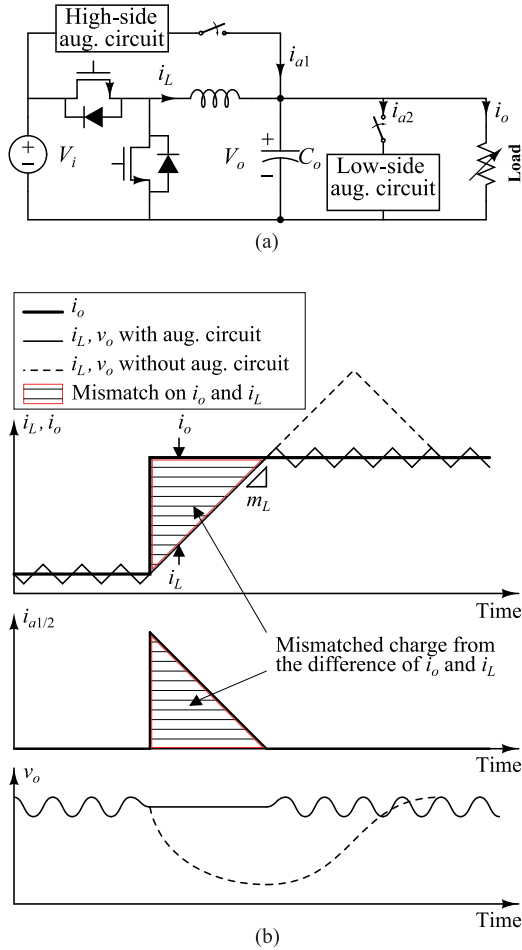 High-side
aug. circuit
i_a1
i_L
i_a2
i_o
+
−
V_i
+
V_o
−
C_o
Low-side
aug. circuit
Load
(a)
i_o
i_L, v_o with aug. circuit
i_L, v_o without aug. circuit
Mismatch on i_o and i_L
i_L, i_o
i_o
m_L
i_L
Time
i_a1/2
Mismatched charge from
the difference of i_o and i_L
Time
v_o
Time
(b)